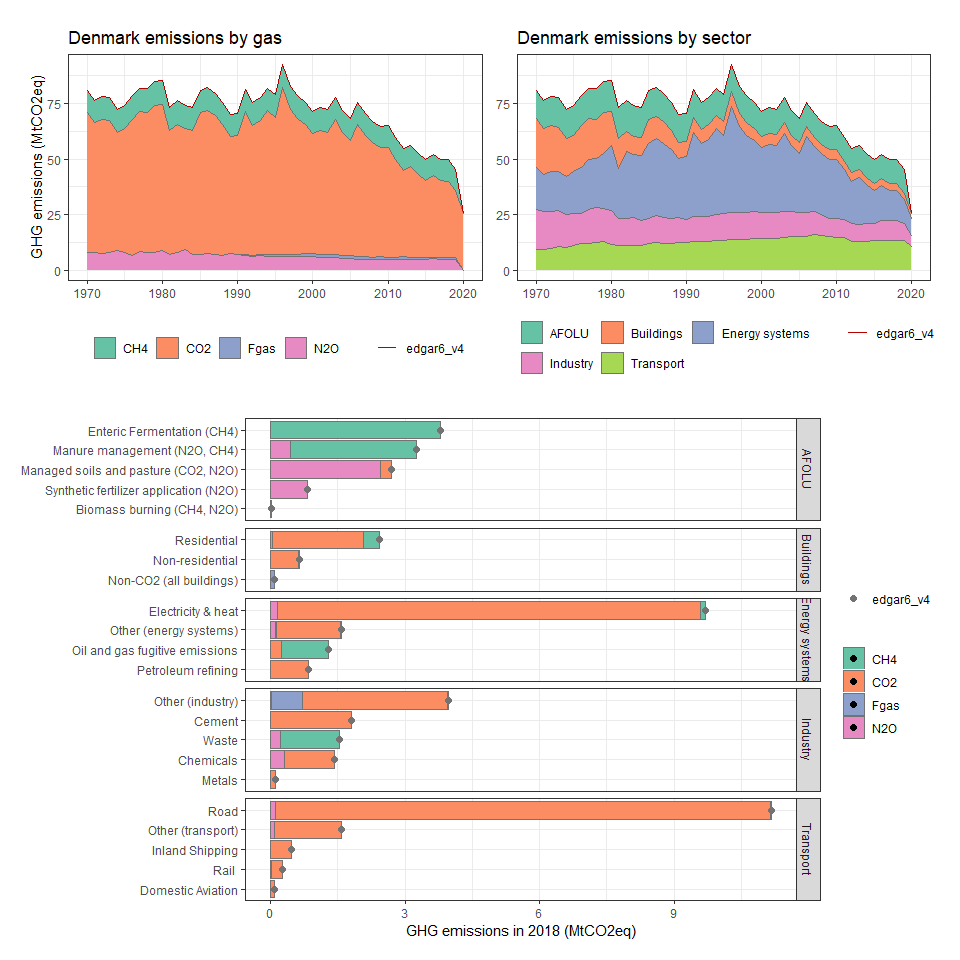 Denmark emissions by gas
GHG emissions (MtCO2eq)
75
50
25
0
1970
1980
1990
2000
2010
2020
CH4
CO2
Fgas
N2O
edgar6_v4
Denmark emissions by sector
75
50
25
0
1970
1980
1990
2000
2010
2020
AFOLU
Buildings
Energy systems
edgar6_v4
Industry
Transport
Enteric Fermentation (CH4)
Manure management (N2O, CH4)
Managed soils and pasture (CO2, N2O)
Synthetic fertilizer application (N2O)
Biomass burning (CH4, N2O)
AFOLU
Residential
Non-residential
Non-CO2 (all buildings)
Buildings
Electricity & heat
Other (energy systems)
Oil and gas fugitive emissions
Petroleum refining
Energy systems
Other (industry)
Cement
Waste
Chemicals
Metals
Industry
Road
Other (transport)
Inland Shipping
Rail
Domestic Aviation
Transport
0
3
6
9
GHG emissions in 2018 (MtCO2eq)
edgar6_v4
CH4
CO2
Fgas
N2O